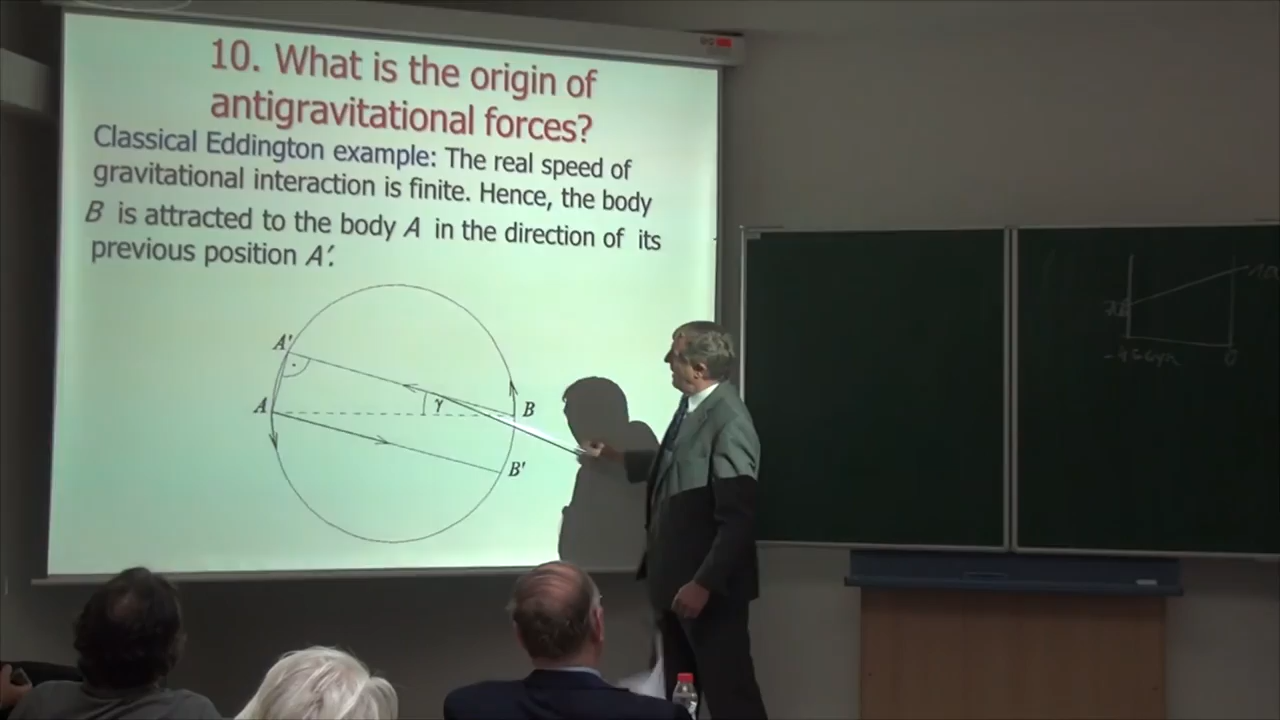 10. What is the origin of
antigravitational forces?
Classical Eddington example: The real speed of
gravitational interaction is finite. Hence, the body
B is attracted to the body A in the direction of its
previous position A'.
A'
A
γ
B
B'
0